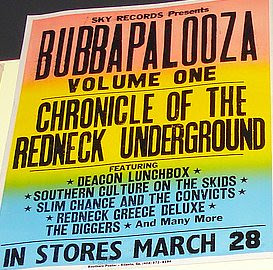 SKY RECORDS Presents
BUBBAPALOOZA
VOLUME ONE
CHRONICLE OF THE
REDNECK UNDERGROUND
FEATURING
★ DEACON LUNCHBOX ★
★ SOUTHERN CULTURE ON THE SKIDS ★
★ SLIM CHANCE AND THE CONVICTS ★
★ REDNECK GREECE DELUXE ★
THE DIGGERS ★ And Many More
IN STORES MARCH 28